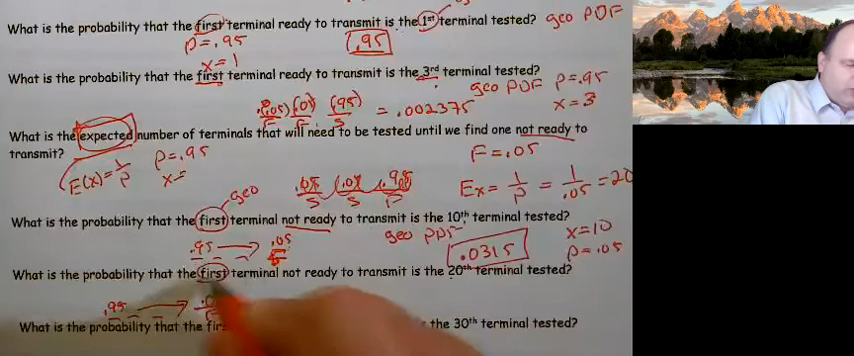 What is the probability that the first terminal ready to transmit is the 1st terminal tested? geo PDF
P=.95
.95
x=1
What is the probability that the first terminal ready to transmit is the 3rd terminal tested?
geo PDF P=.95
x=3
(.05) (.95) = .002375
F F S
What is the expected number of terminals that will need to be tested until we find one not ready to
transmit?
P=.95
F=.05
E(x)=1/P
x=
Ex = 1/P = 1/.05 = 20
S S F
geo
What is the probability that the first terminal not ready to transmit is the 10th terminal tested?
geo PDF
x=10
.95 .05
.0315
P=.05
F
What is the probability that the first terminal not ready to transmit is the 20th terminal tested?
.95
What is the probability that the fir
the 30th terminal tested?